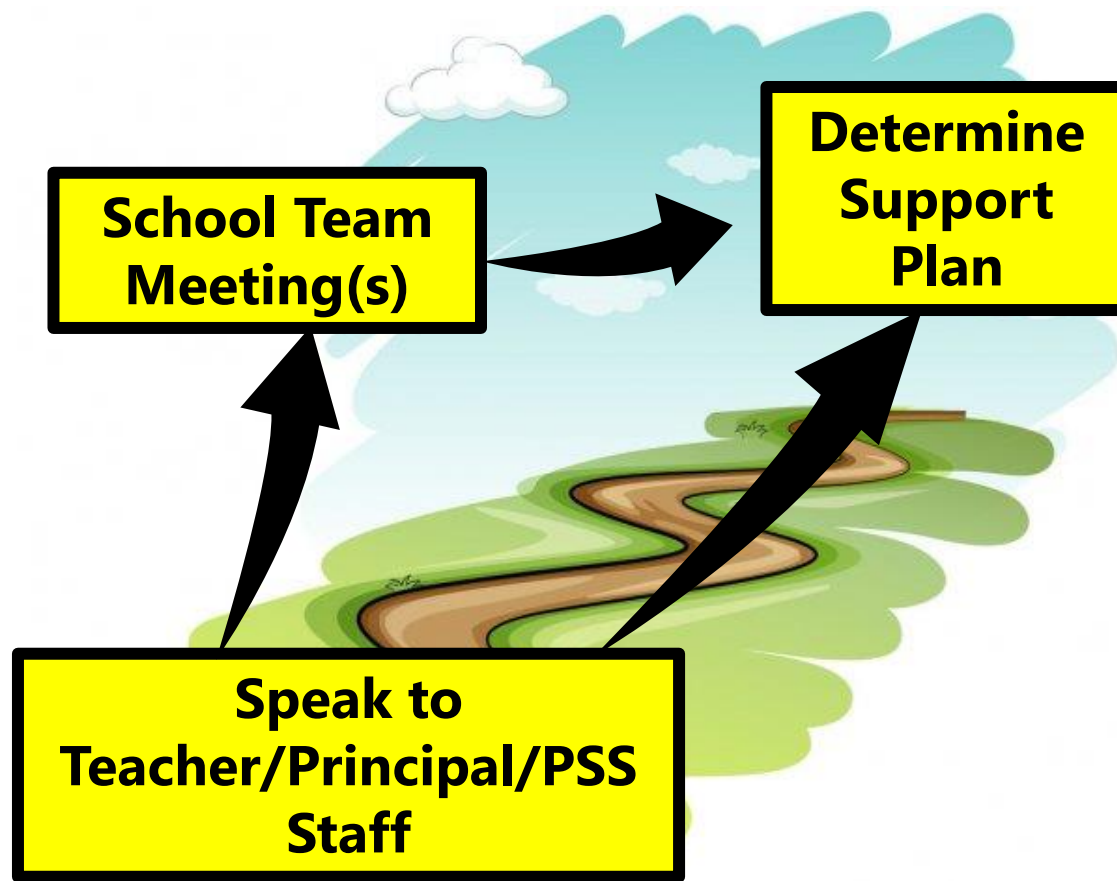 School Team
Meeting(s)
Determine
Support
Plan
Speak to
Teacher/Principal/PSS
Staff